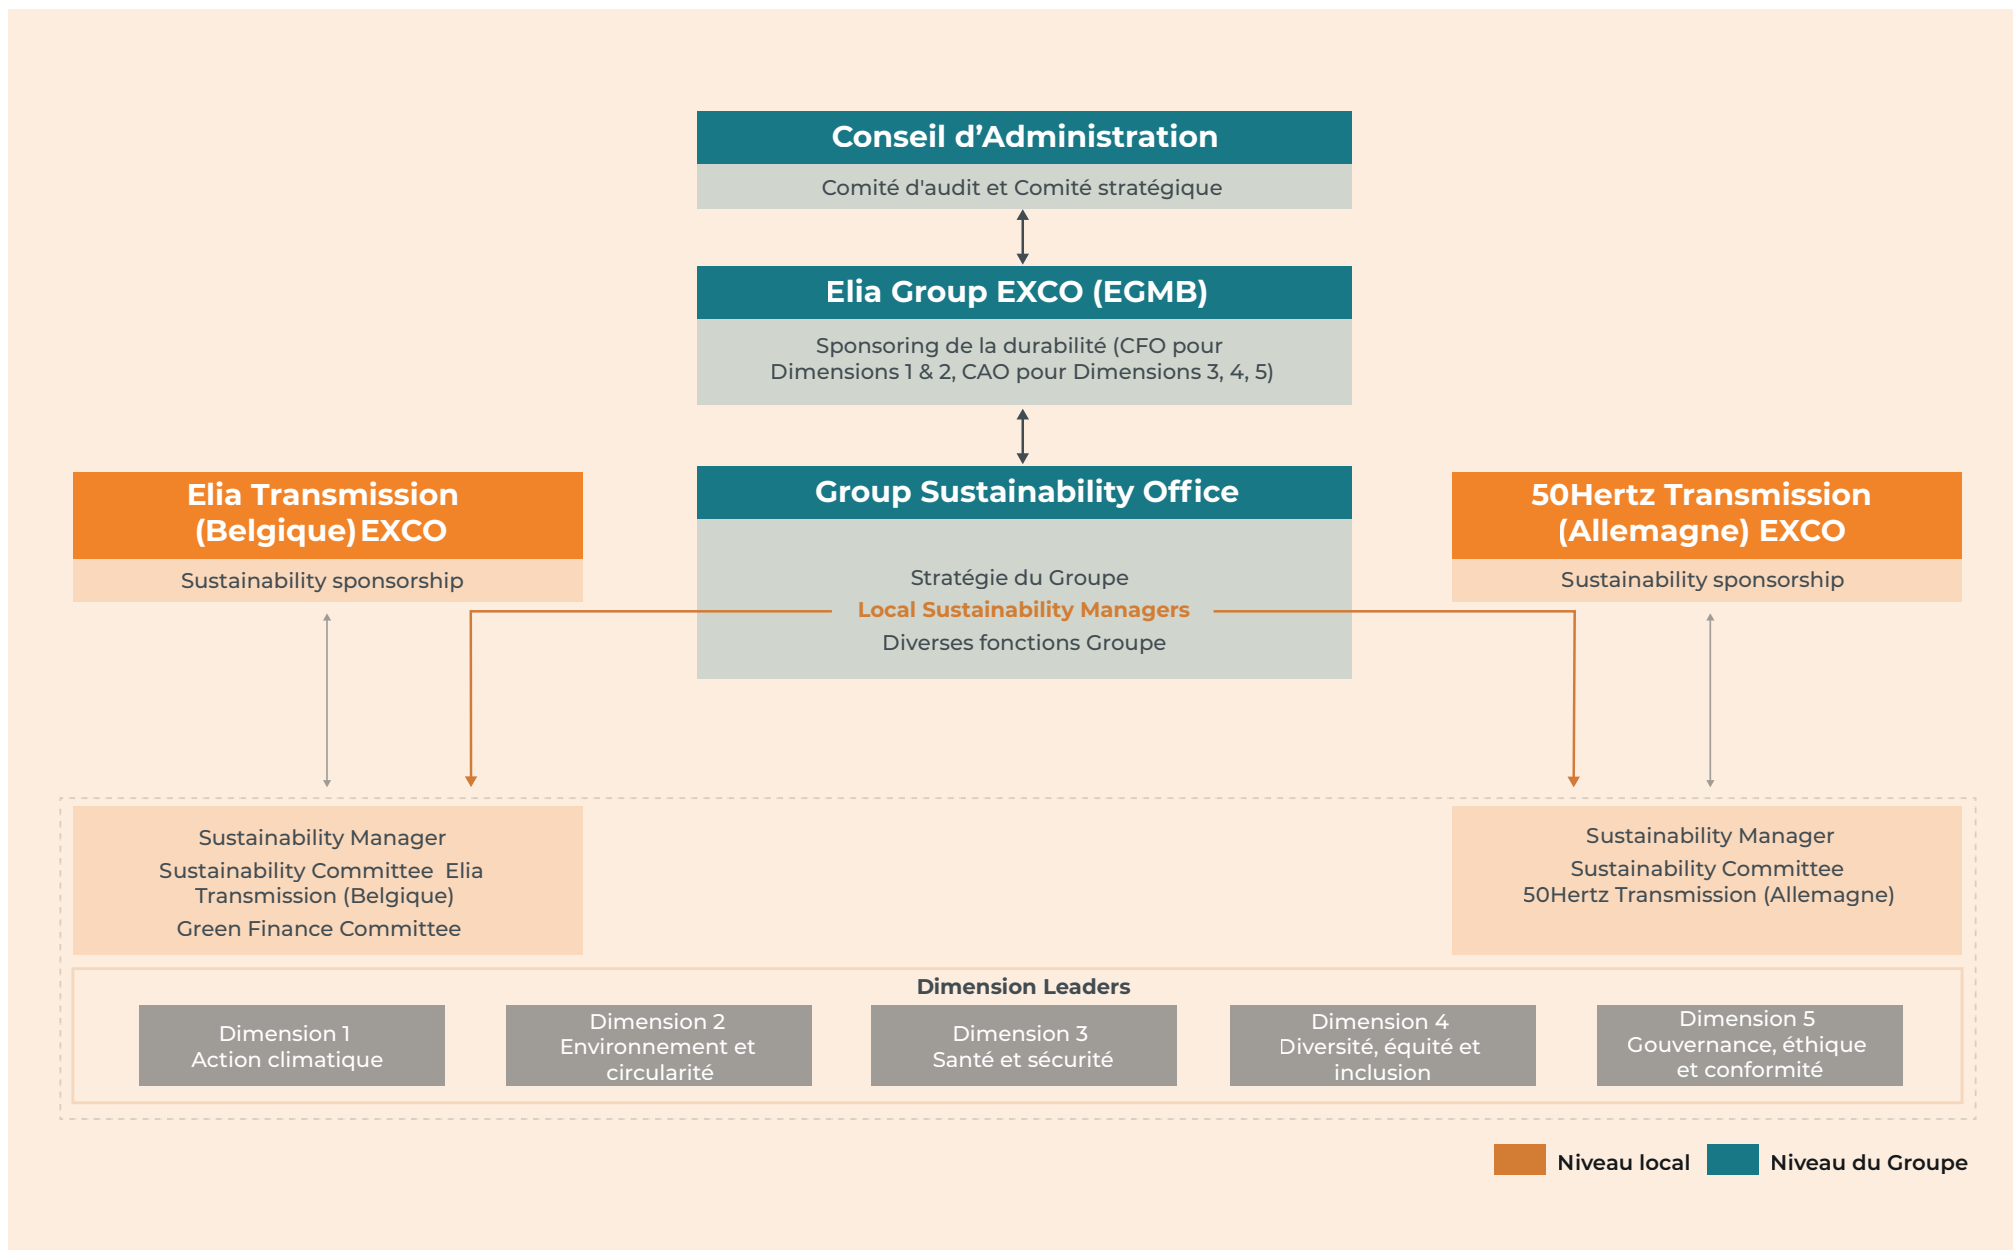 Conseil d’Administration
Comité d'audit et Comité stratégique
Elia Group EXCO (EGMB)
Sponsoring de la durabilité (CFO pour
Dimensions 1 & 2, CAO pour Dimensions 3, 4, 5)
Elia Transmission
(Belgique) EXCO
Sustainability sponsorship
Group Sustainability Office
Stratégie du Groupe
Local Sustainability Managers
Diverses fonctions Groupe
50Hertz Transmission
(Allemagne) EXCO
Sustainability sponsorship
Sustainability Manager
Sustainability Committee Elia
Transmission (Belgique)
Green Finance Committee
Sustainability Manager
Sustainability Committee
50Hertz Transmission (Allemagne)
Dimension Leaders
Dimension 1
Action climatique
Dimension 2
Environnement et
circularité
Dimension 3
Santé et sécurité
Dimension 4
Diversité, équité et
inclusion
Dimension 5
Gouvernance, éthique
et conformité
Niveau local
Niveau du Groupe